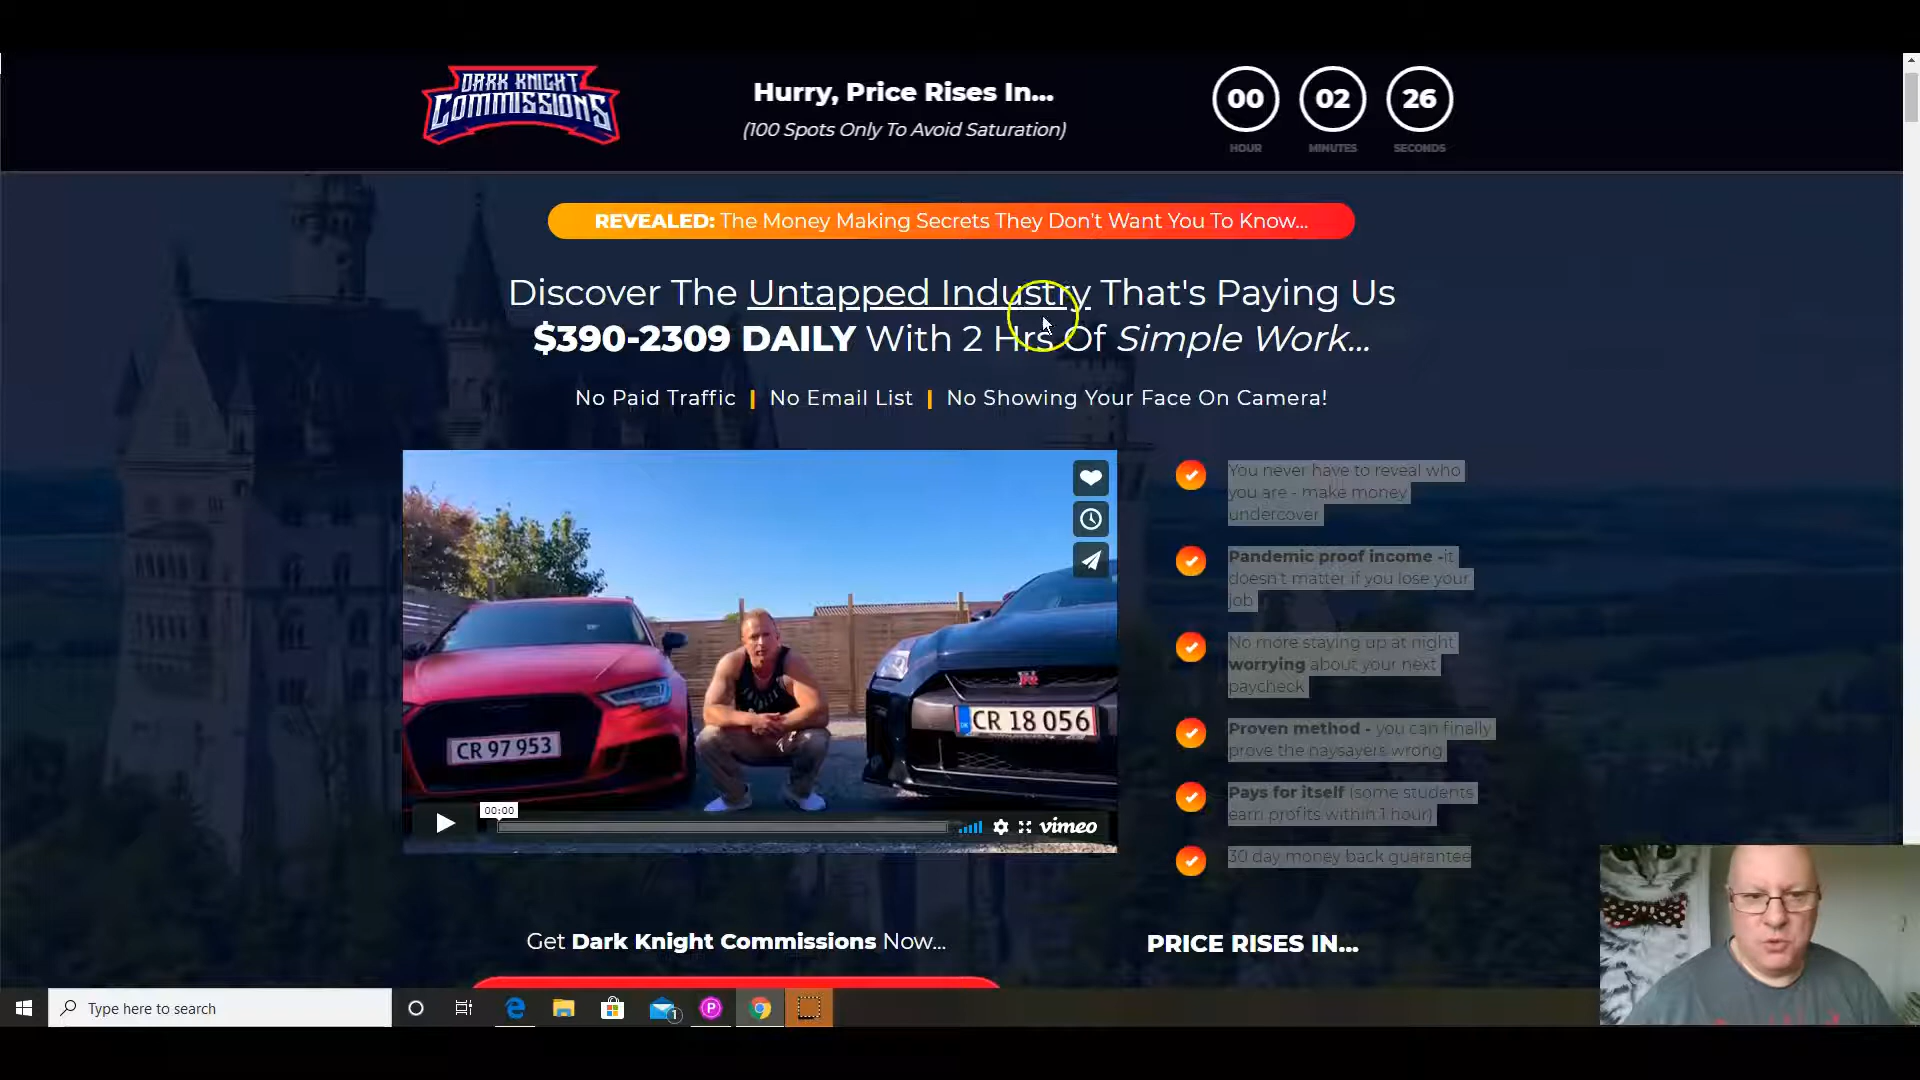 DARK KNIGHT
COMMISSIONS
Hurry, Price Rises In...
(100 Spots Only To Avoid Saturation)
00
02
26
HOUR
MINUTES
SECONDS
REVEALED: The Money Making Secrets They Don't Want You To Know...
Discover The Untapped Industry That's Paying Us
$390-2309 DAILY With 2 Hrs Of Simple Work...
No Paid Traffic | No Email List | No Showing Your Face On Camera!
You never have to reveal who
you are - make money
undercover
Pandemic proof income -it
doesn't matter if you lose your
job
No more staying up at night
worrying about your next
paycheck
Proven method - you can finally
prove the naysayers wrong
Pays for itself (some students
earn profits within 1 hour)
30 day money back guarantee
CR 97 953
CR 18 056
00:00
vimeo
Get Dark Knight Commissions Now...
PRICE RISES IN...
Type here to search
1
P